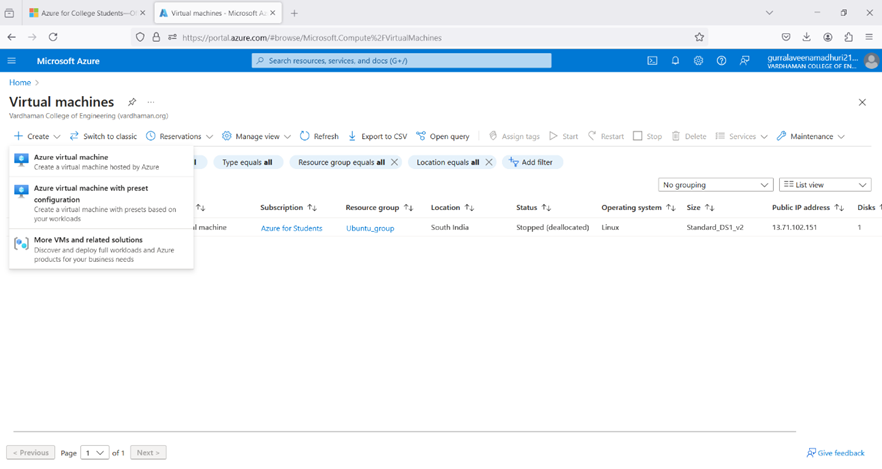 Azure for College Students—Of
Virtual machines - Microsoft Az
https://portal.azure.com/#browse/Microsoft.Compute%2FVirtualMachines
Microsoft Azure
Search resources, services, and docs (G+/)
gurralaveenamadhuri21...
VARDHAMAN COLLEGE OF EN...
Home
Virtual machines
Vardhaman College of Engineering (vardhaman.org)
Create
Switch to classic
Reservations
Manage view
Refresh
Export to CSV
Open query
Assign tags
Start
Restart
Stop
Delete
Services
Maintenance
Azure virtual machine
Create a virtual machine hosted by Azure
Azure virtual machine with preset
configuration
Create a virtual machine with presets based on
your workloads
More VMs and related solutions
Discover and deploy full workloads and Azure
products for your business needs
Type equals all
Resource group equals all
Location equals all
Add filter
No grouping
List view
Subscription
Resource group
Location
Status
Operating system
Size
Public IP address
Disks
al machine
Azure for Students
Ubuntu_group
South India
Stopped (deallocated)
Linux
Standard_DS1_v2
13.71.102.151
1
< Previous
Page
1
of 1
Next >
Give feedback